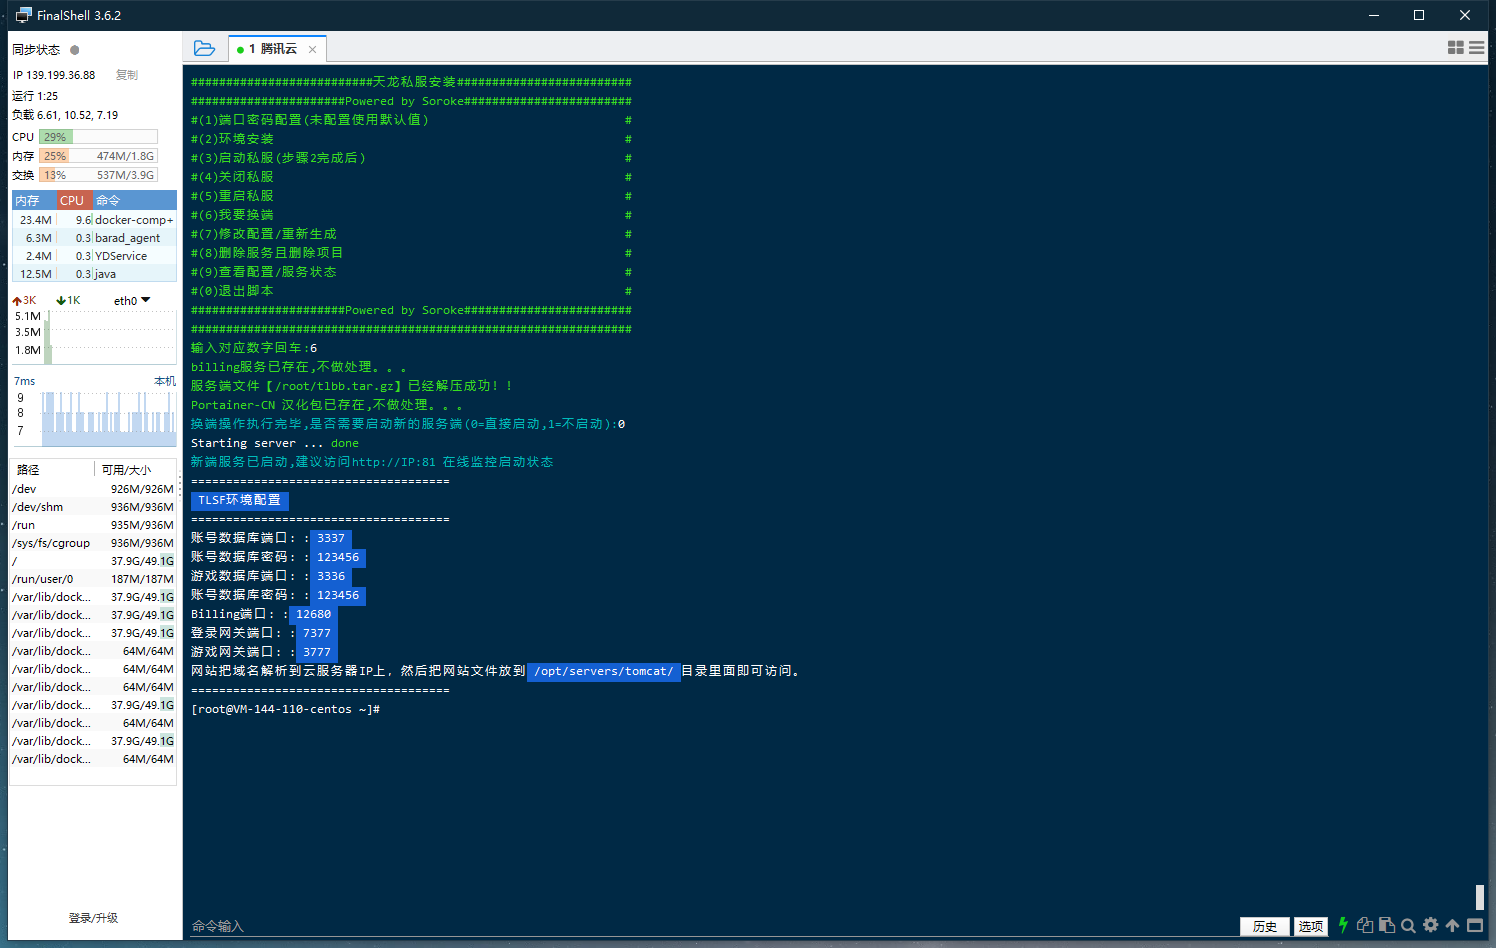 FinalShell 3.6.2
同步状态
1 腾讯云
IP 139.199.36.88 复制
运行 1:25
负载 6.61, 10.52, 7.19
CPU 29%
内存 25% 474M/1.8G
交换 13% 537M/3.9G
内存 CPU 命令
23.4M 9.6 docker-comp+
6.3M 0.3 barad_agent
2.4M 0.3 YDService
12.5M 0.3 java
3K 1K eth0
5.1M
3.5M
1.8M
7ms 本机
9
8
7
路径 可用/大小
/dev 926M/926M
/dev/shm 936M/936M
/run 935M/936M
/sys/fs/cgroup 936M/936M
/ 37.9G/49.1G
/run/user/0 187M/187M
/var/lib/dock... 37.9G/49.1G
/var/lib/dock... 37.9G/49.1G
/var/lib/dock... 37.9G/49.1G
/var/lib/dock... 64M/64M
/var/lib/dock... 64M/64M
/var/lib/dock... 64M/64M
/var/lib/dock... 37.9G/49.1G
/var/lib/dock... 64M/64M
/var/lib/dock... 37.9G/49.1G
/var/lib/dock... 64M/64M
登录/升级
##########################天龙私服安装#########################
######################Powered by Soroke########################
#(1)端口密码配置(未配置使用默认值) #
#(2)环境安装 #
#(3)启动私服(步骤2完成后) #
#(4)关闭私服 #
#(5)重启私服 #
#(6)我要换端 #
#(7)修改配置/重新生成 #
#(8)删除服务且删除项目 #
#(9)查看配置/服务状态 #
#(0)退出脚本 #
######################Powered by Soroke########################
###############################################################
输入对应数字回车:6
billing服务已存在,不做处理。。。
服务端文件【/root/tlbb.tar.gz】已经解压成功！！
Portainer-CN 汉化包已存在,不做处理。。。
换端操作执行完毕,是否需要启动新的服务端(0=直接启动,1=不启动):0
Starting server ... done
新端服务已启动,建议访问http://IP:81 在线监控启动状态
=====================================
TLSF环境配置
=====================================
账号数据库端口：: 3337
账号数据库密码：: 123456
游戏数据库端口：: 3336
账号数据库密码：: 123456
Billing端口：: 12680
登录网关端口：: 7377
游戏网关端口：: 3777
网站把域名解析到云服务器IP上，然后把网站文件放到 /opt/servers/tomcat/ 目录里面即可访问。
=====================================
[root@VM-144-110-centos ~]#
命令输入
历史 选项